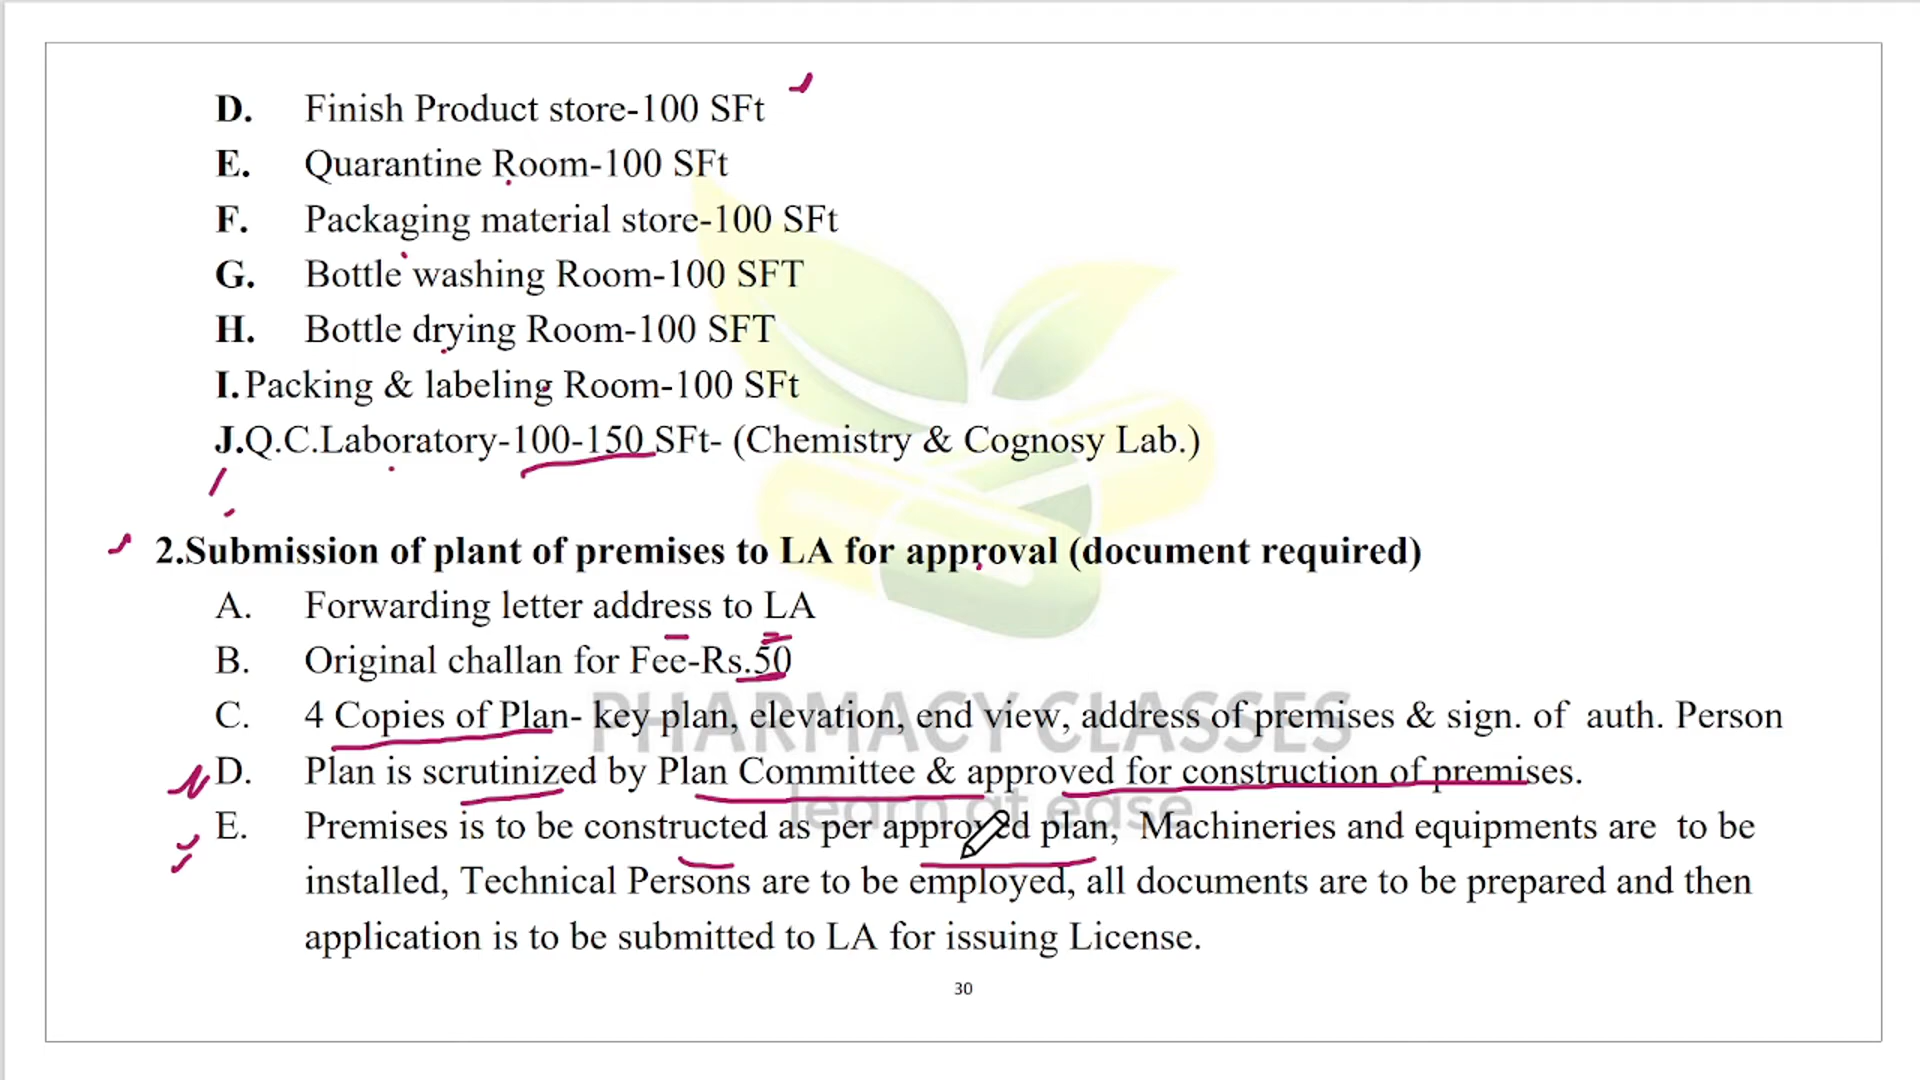 D. Finish Product store-100 SFt
E. Quarantine Room-100 SFt
F. Packaging material store-100 SFt
G. Bottle washing Room-100 SFT
H. Bottle drying Room-100 SFT
I.Packing & labeling Room-100 SFt
J.Q.C.Laboratory-100-150 SFt- (Chemistry & Cognosy Lab.)
2.Submission of plant of premises to LA for approval (document required)
A. Forwarding letter address to LA
B. Original challan for Fee-Rs.50
C. 4 Copies of Plan- key plan, elevation, end view, address of premises & sign. of auth. Person
PHARMACY CLASSES
D. Plan is scrutinized by Plan Committee & approved for construction of premises.
learn at ease
E. Premises is to be constructed as per approved plan, Machineries and equipments are to be
installed, Technical Persons are to be employed, all documents are to be prepared and then
application is to be submitted to LA for issuing License.
30